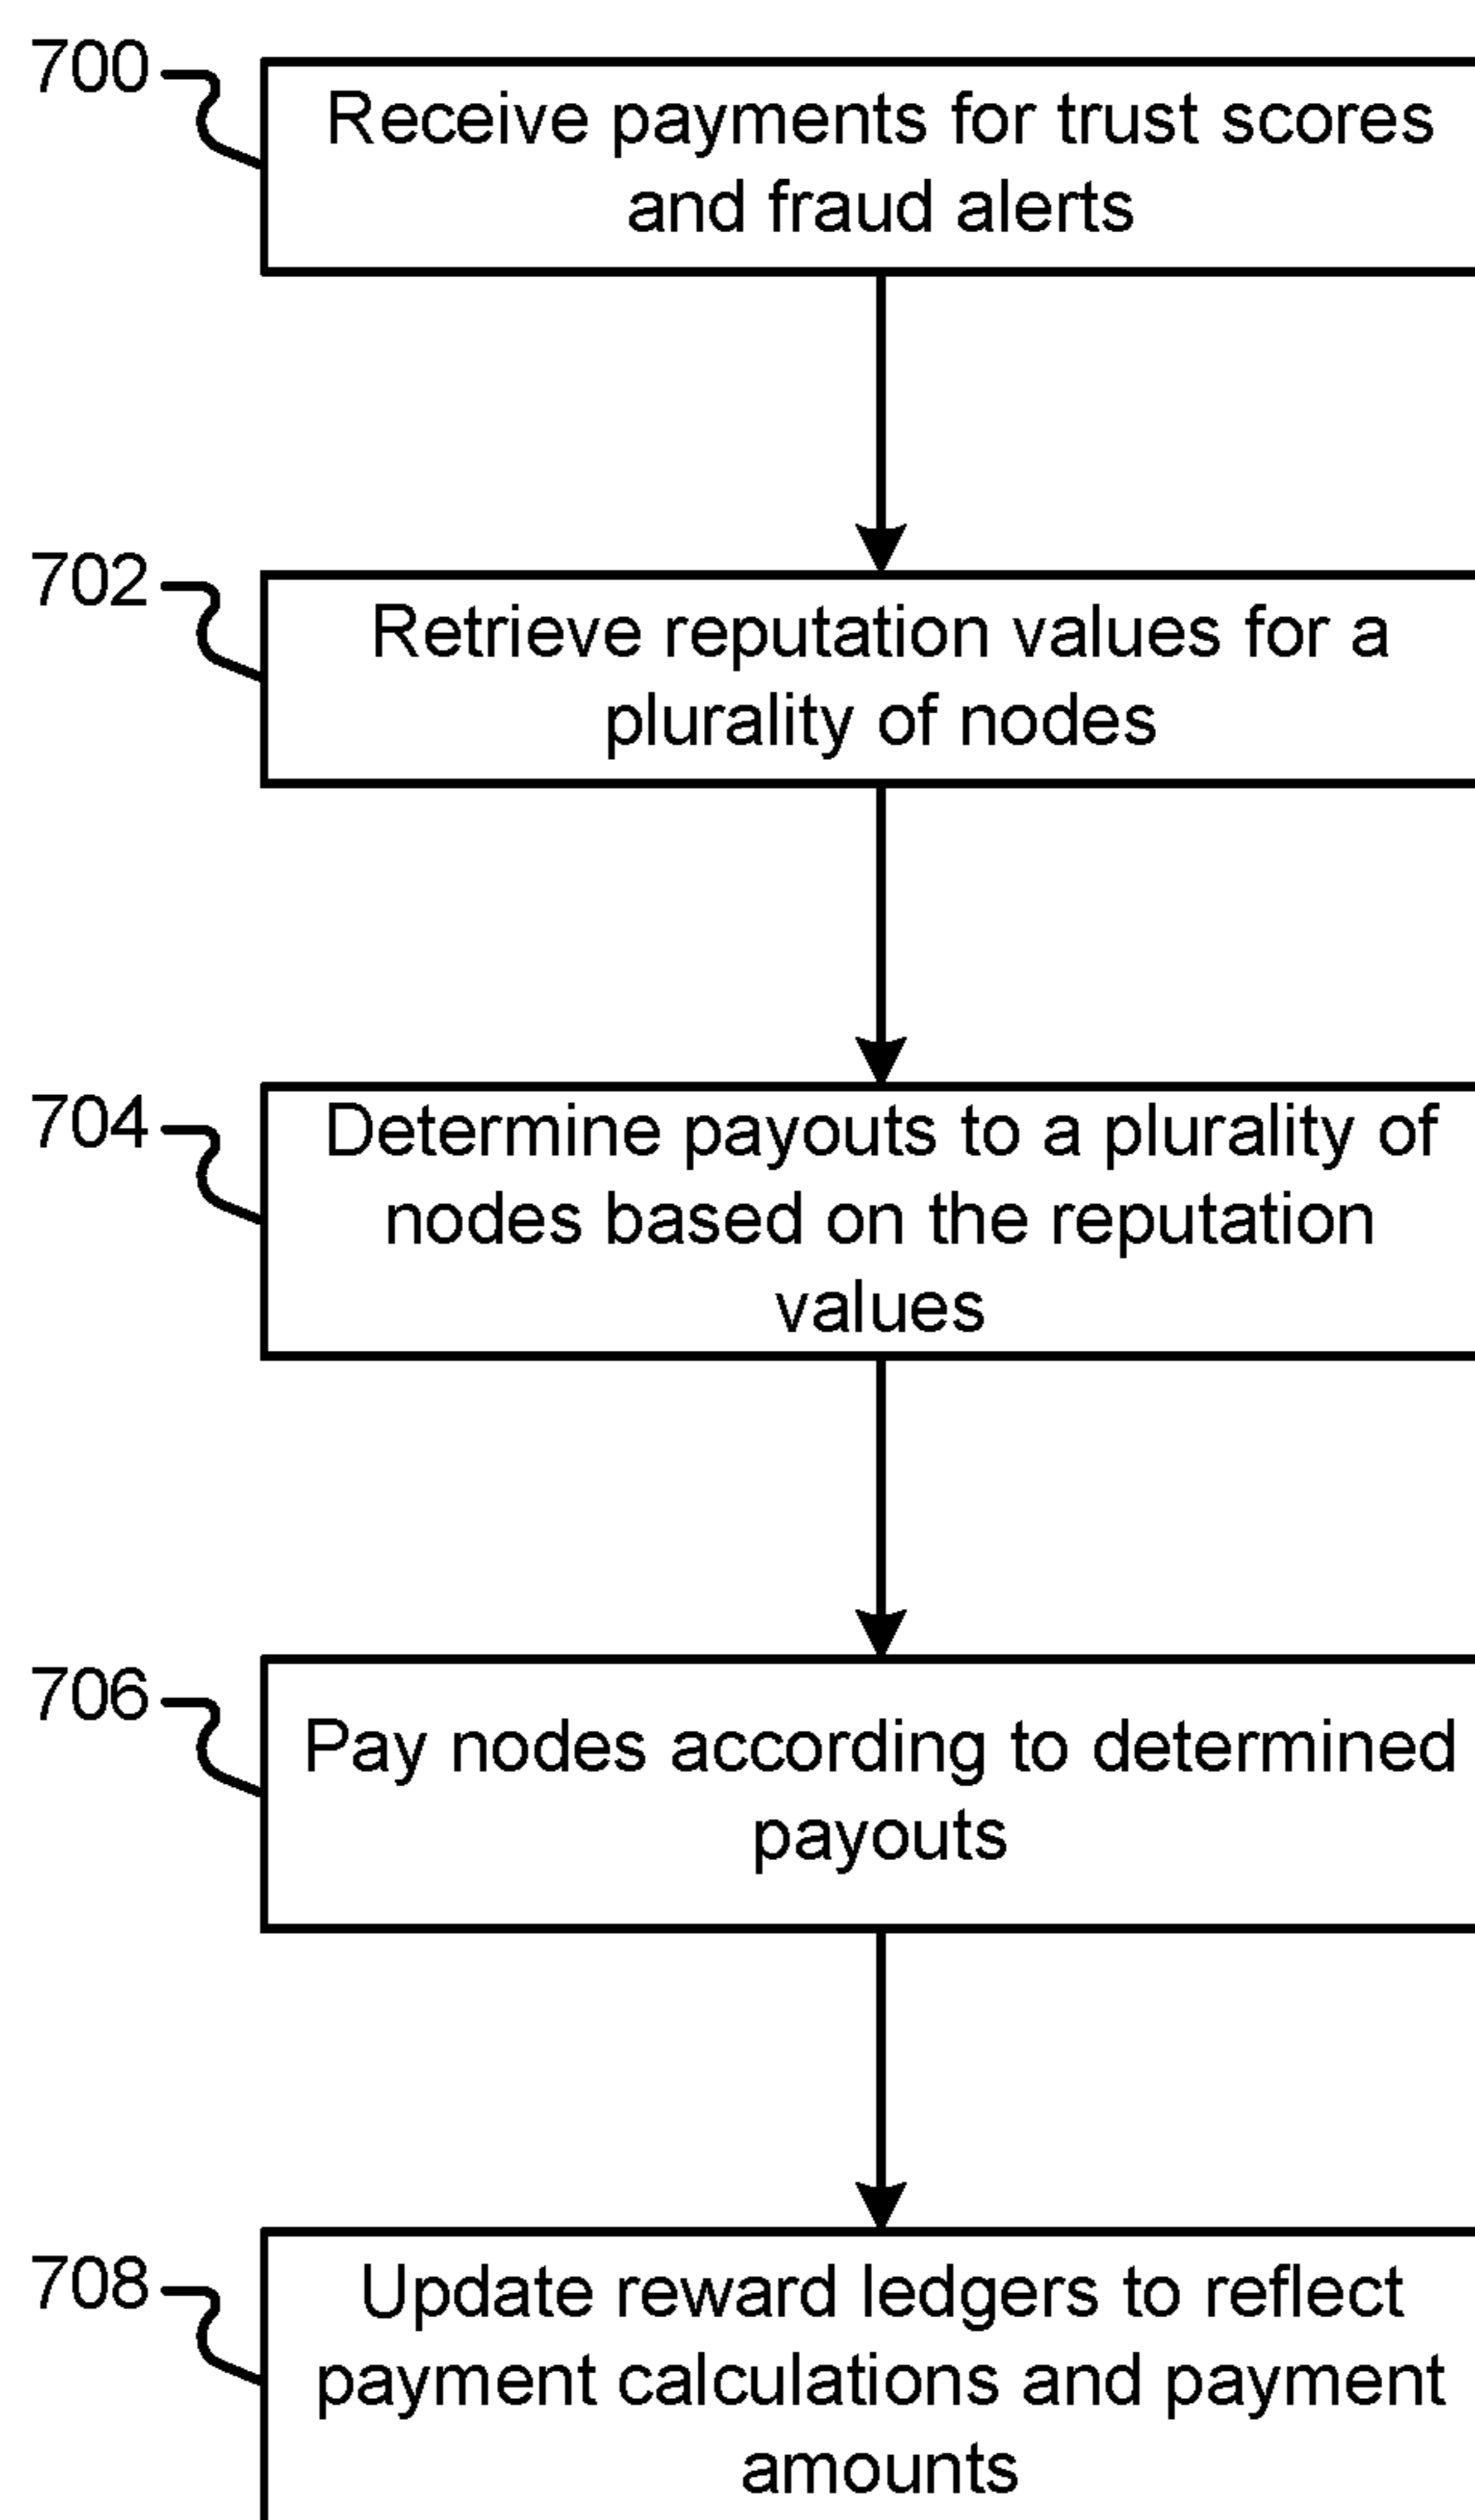 700
Receive payments for trust scores
and fraud alerts
702
Retrieve reputation values for a
plurality of nodes
704
Determine payouts to a plurality of
nodes based on the reputation
values
706
Pay nodes according to determined
payouts
708
Update reward ledgers to reflect
payment calculations and payment
amounts